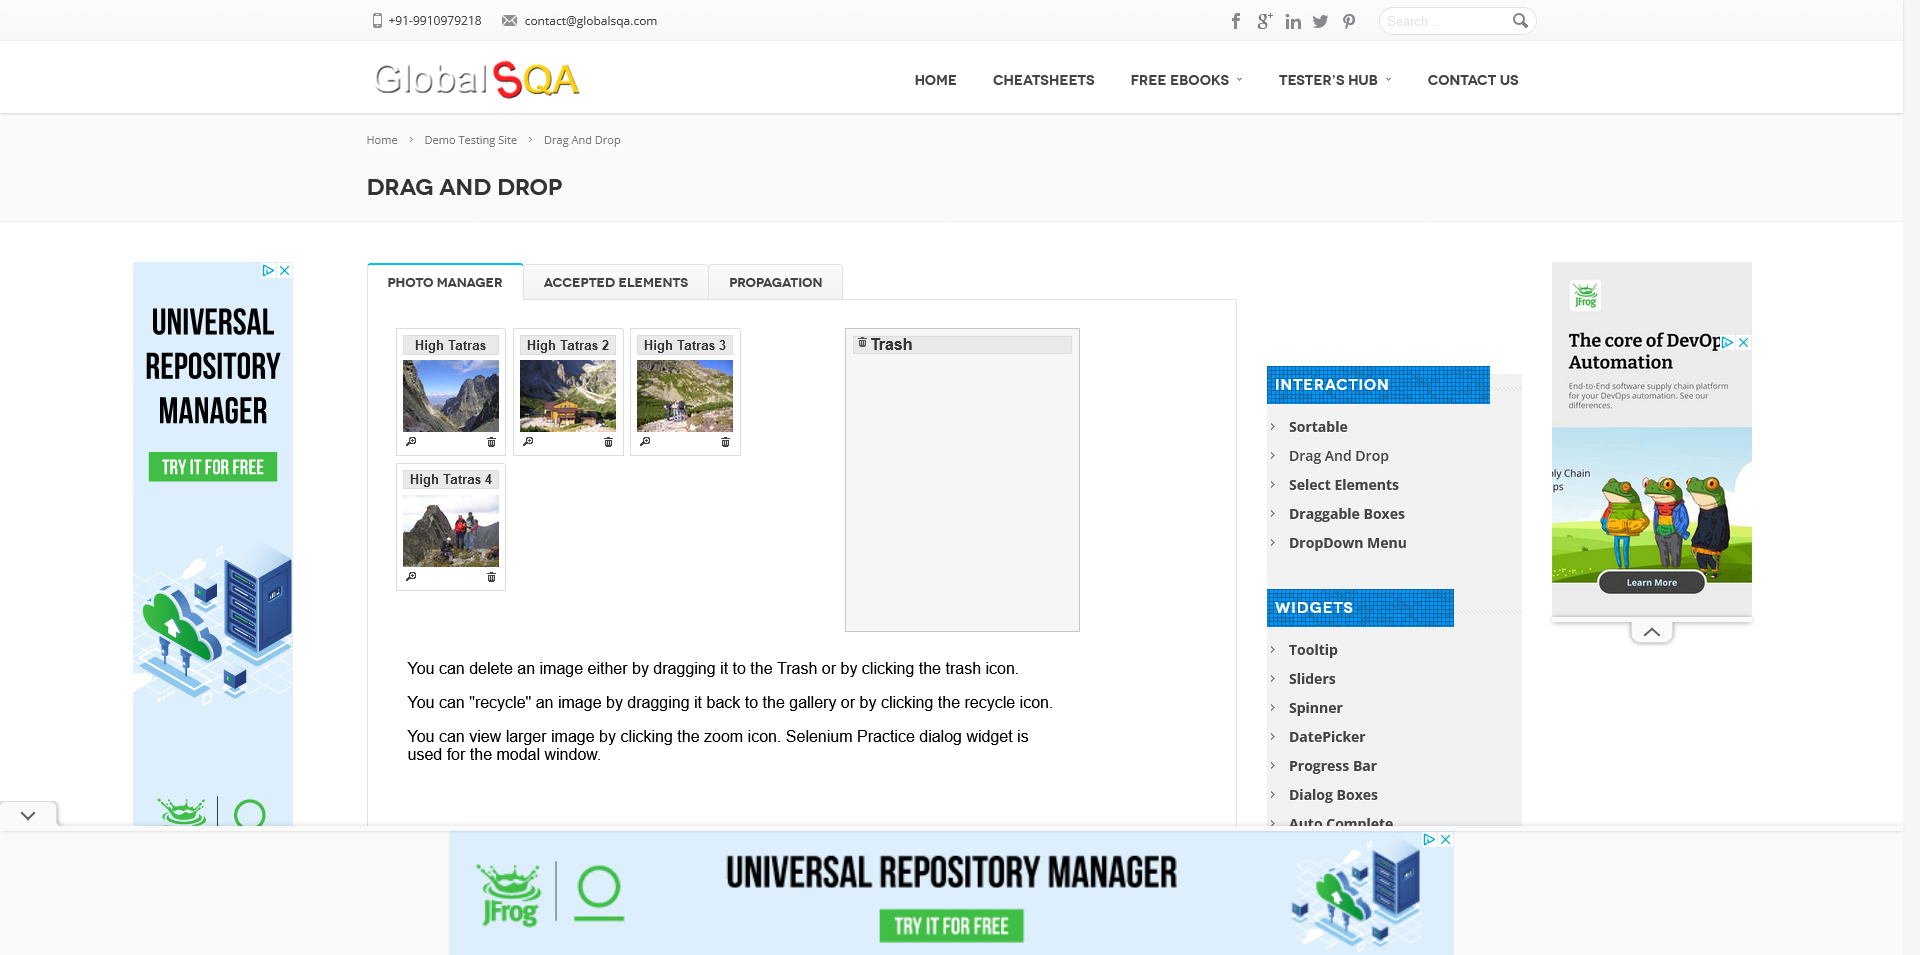 +91-9910979218
contact@globalsqa.com
Search...
GlobalSQA
HOME
CHEATSHEETS
FREE EBOOKS
TESTER'S HUB
CONTACT US
Home
Demo Testing Site
Drag And Drop
DRAG AND DROP
UNIVERSAL
REPOSITORY
MANAGER
TRY IT FOR FREE
PHOTO MANAGER
ACCEPTED ELEMENTS
PROPAGATION
High Tatras
High Tatras 2
High Tatras 3
High Tatras 4
Trash
You can delete an image either by dragging it to the Trash or by clicking the trash icon.
You can "recycle" an image by dragging it back to the gallery or by clicking the recycle icon.
You can view larger image by clicking the zoom icon. Selenium Practice dialog widget is
used for the modal window.
INTERACTION
Sortable
Drag And Drop
Select Elements
Draggable Boxes
DropDown Menu
WIDGETS
Tooltip
Sliders
Spinner
DatePicker
Progress Bar
Dialog Boxes
Auto Complete
JFrog
The core of DevOp
Automation
End-to-End software supply chain platform
for your DevOps automation. See our
differences.
ly Chain
ps
Learn More
JFrog
UNIVERSAL REPOSITORY MANAGER
TRY IT FOR FREE